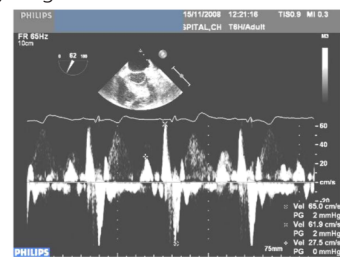 PHILIPS
15/11/2006 12:21:16 TIS0.9 MI 0.3
SPITAL,CH T6H/Adult
FR 65Hz
10cm
62
60
40
20
cm/s
-20
Vel 65.0 cm/s
PG 2 mmHg
Vel 61.9 cm/s
PG 2 mmHg
Vel 27.5 cm/s
PG 0 mmHg
75mm
PHILIPS